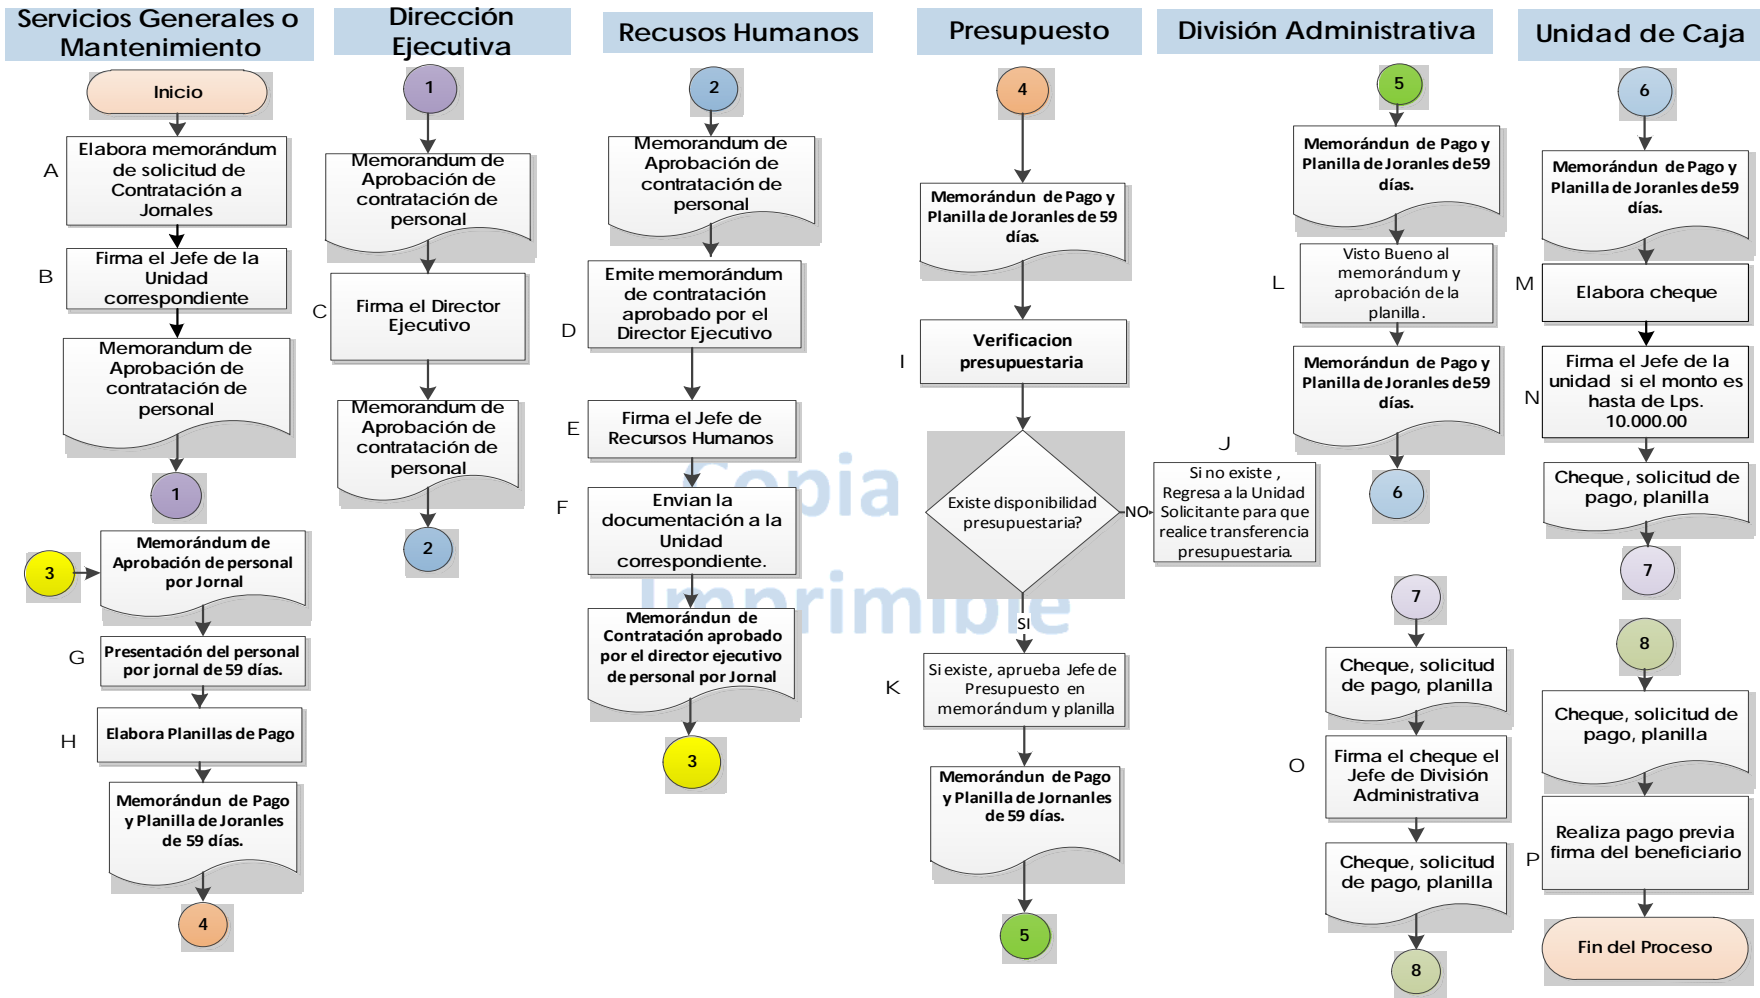 Servicios Generales o
Mantenimiento
Inicio
A
Elabora memorándum
de solicitud de
Contratación a
Jornales
B
Firma el Jefe de la
Unidad
correspondiente
Memorandum de
Aprobación de
contratación de
personal
1
3
Memorándum de
Aprobación de personal
por Jornal
G
Presentación del personal
por jornal de 59 días.
H
Elabora Planillas de Pago
Memorándun de Pago
y Planilla de Joranles
de 59 días.
4
Dirección
Ejecutiva
1
Memorandum de
Aprobación de
contratación de
personal
C
Firma el Director
Ejecutivo
Memorandum de
Aprobación de
contratación de
personal
2
Recusos Humanos
2
Memorandum de
Aprobación de
contratación de
personal
D
Emite memorándum
de contratación
aprobado por el
Director Ejecutivo
E
Firma el Jefe de
Recursos Humanos
F
Envian la
documentación a la
Unidad
correspondiente.
Memorándun de
Contratación aprobado
por el director ejecutivo
de personal por Jornal
3
Copia
Imprimible
Presupuesto
4
Memorándun de Pago y
Planilla de Joranles de 59
días.
I
Verificacion
presupuestaria
Existe disponibilidad
presupuestaria?
NO
SI
K
Si existe, aprueba Jefe de
Presupuesto en
memorándum y planilla
Memorándun de Pago
y Planilla de Jornanles
de 59 días.
5
División Administrativa
5
Memorándun de Pago y
Planilla de Joranles de 59
días.
L
Visto Bueno al
memorándum y
aprobación de la
planilla.
Memorándun de Pago y
Planilla de Joranles de 59
días.
6
J
Si no existe ,
Regresa a la Unidad
Solicitante para que
realice transferencia
presupuestaria.
7
Cheque, solicitud
de pago, planilla
O
Firma el cheque el
Jefe de División
Administrativa
Cheque, solicitud
de pago, planilla
8
Unidad de Caja
6
Memorándun de Pago y
Planilla de Joranles de 59
días.
M
Elabora cheque
N
Firma el Jefe de la
unidad si el monto es
hasta de Lps.
10.000.00
Cheque, solicitud de
pago, planilla
7
8
Cheque, solicitud de
pago, planilla
P
Realiza pago previa
firma del beneficiario
Fin del Proceso